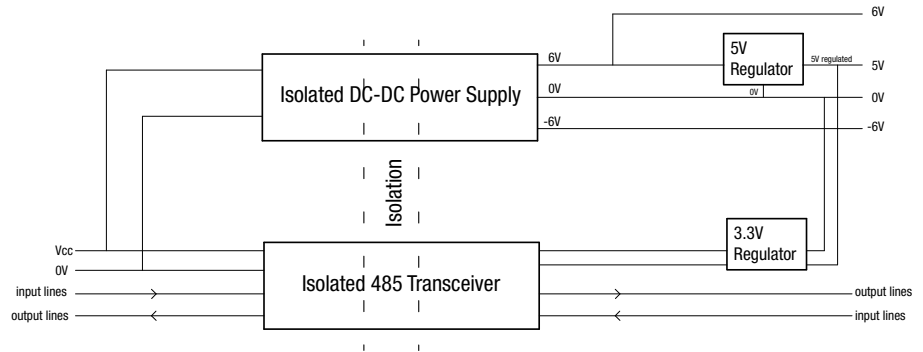 6V
6V
5V
Regulator
5V regulated
5V
Isolated DC-DC Power Supply
0V
0V
0V
-6V
-6V
Isolation
3.3V
Regulator
Vcc
0V
Isolated 485 Transceiver
input lines
output lines
output lines
input lines